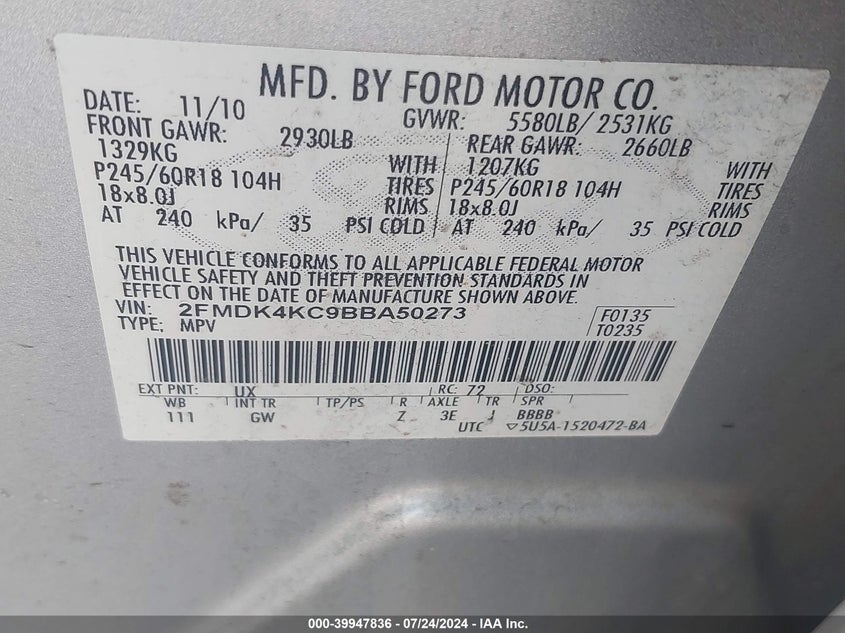 MFD. BY FORD MOTOR CO.
DATE: 11/10 GVWR: 5580LB/ 2531KG
FRONT GAWR: 2930LB REAR GAWR: 2660LB
1329KG WITH 1207KG WITH
P245/60R18 104H TIRES P245/60R18 104H TIRES
18x8.0J RIMS 18x8.0J RIMS
AT 240 kPa/ 35 PSI COLD AT 240 kPa/ 35 PSI COLD
THIS VEHICLE CONFORMS TO ALL APPLICABLE FEDERAL MOTOR
VEHICLE SAFETY AND THEFT PREVENTION STANDARDS IN
EFFECT ON THE DATE OF MANUFACTURE SHOWN ABOVE.
VIN: 2FMDK4KC9BBA50273 F0135
TYPE: MPV T0235
EXT PNT: UX RC: 72 DSO:
WB INT TR TP/PS R AXLE TR SPR
111 GW Z 3E J BBBB
UTC ▽5U5A-1520472-BA
000-39947836 / 07/24/2024 - IAA Inc.